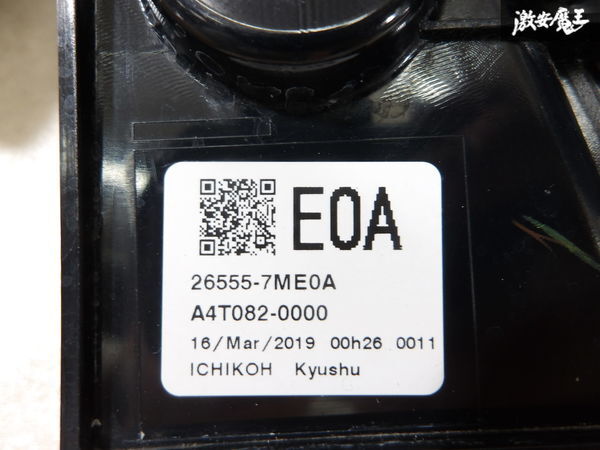 激安魔王
E0A
26555-7ME0A
A4T082-0000
16/Mar/2019 00h26 0011
ICHIKOH Kyushu